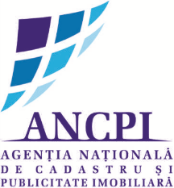 ANCPI
AGENȚIA NAȚIONALĂ
DE CADASTRU ȘI
PUBLICITATE IMOBILIARĂ